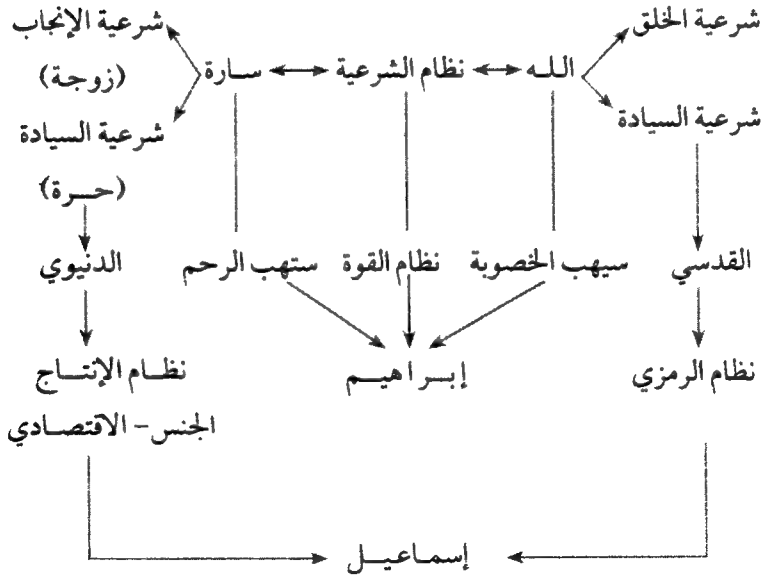 شرعية الخلق شرعية الإنجاب
الله نظام الشرعية سارة (زوجة)
شرعية السيادة شرعية السيادة
(حرة)
القدسي سيهب الخصوبة نظام القوة ستهب الرحم الدنيوي
نظام الرمزي إبراهيم نظام الإنتاج
الجنس - الاقتصادي
إسماعيل